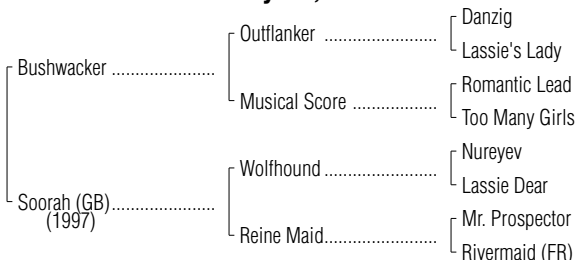 Danzig
Outflanker ........................
Lassie's Lady
Bushwacker ......................
Romantic Lead
Musical Score ..................
Too Many Girls
Nureyev
Wolfhound ........................
Lassie Dear
Soorah (GB)......................
(1997)
Mr. Prospector
Reine Maid........................
Rivermaid (FR)